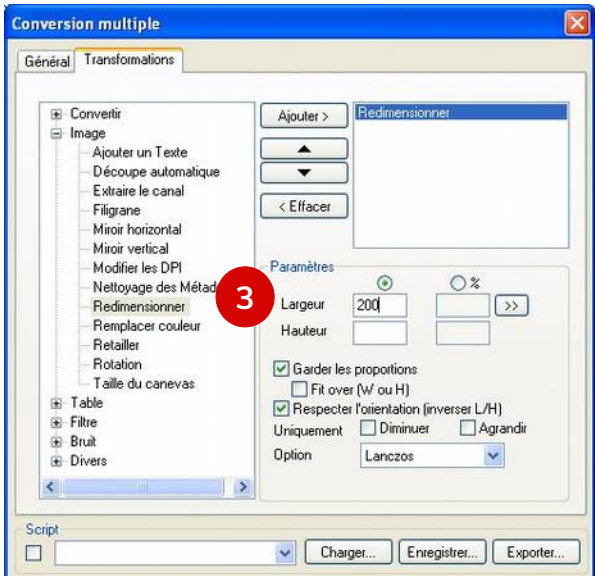 Conversion multiple
Général Transformations
Convertir
Image
Ajouter un Texte
Découpe automatique
Extraire le canal
Filigrane
Miroir horizontal
Miroir vertical
Modifier les DPI
Nettoyage des Métad
Redimensionner
Remplacer couleur
Retailler
Rotation
Taille du canevas
Table
Filtre
Bruit
Divers
Ajouter >
< Effacer
Redimensionner
3
Paramètres
%
Largeur 200 >>
Hauteur
Garder les proportions
Fit over (W ou H)
Respecter l'orientation (inverser L/H)
Uniquement Diminuer Agrandir
Option Lanczos
Script
Charger... Enregistrer... Exporter...